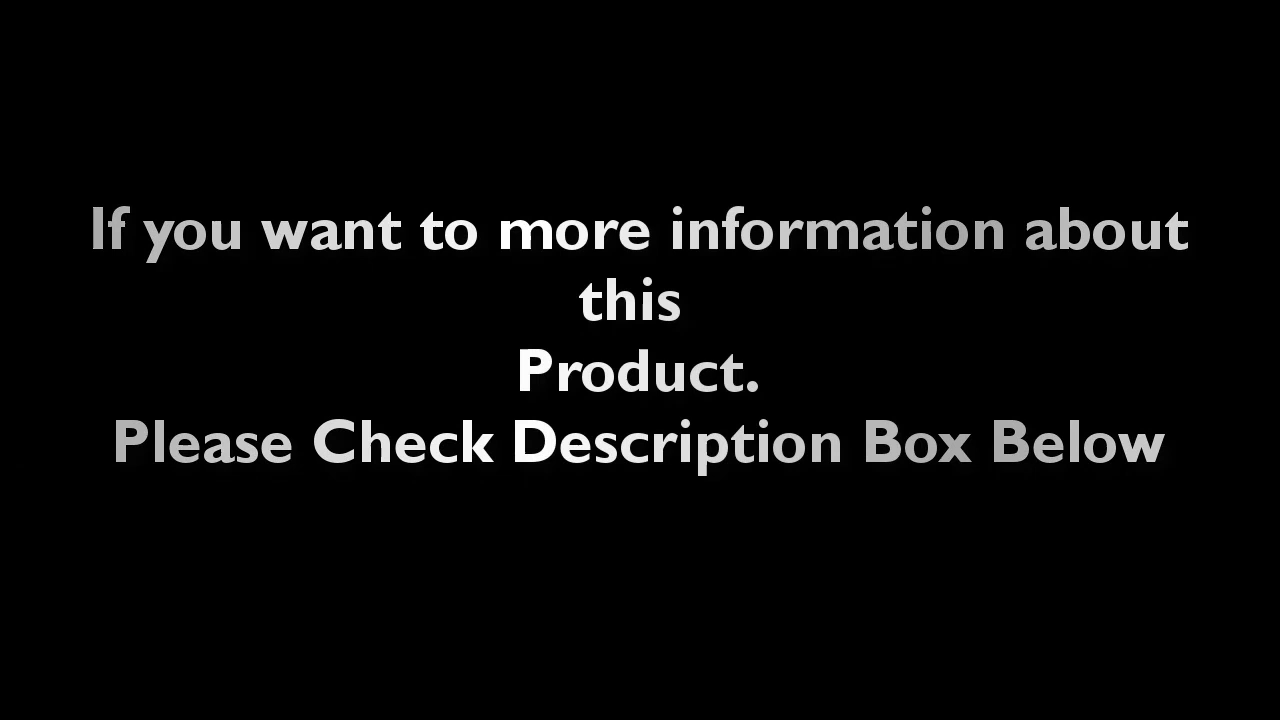 If you want to more information about
this
Product.
Please Check Description Box Below